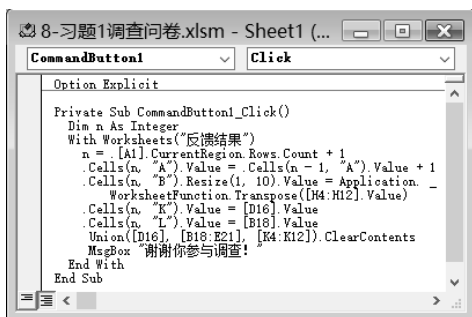 8-习题1调查问卷.xlsm - Sheet1 (...
CommandButton1 Click
Option Explicit
Private Sub CommandButton1_Click()
Dim n As Integer
With Worksheets("反馈结果")
n = .[A1].CurrentRegion.Rows.Count + 1
.Cells(n, "A").Value = .Cells(n - 1, "A").Value + 1
.Cells(n, "B").Resize(1, 10).Value = Application. _
WorksheetFunction.Transpose([H4:H12].Value)
.Cells(n, "K").Value = [D16].Value
.Cells(n, "L").Value = [B18].Value
Union([D16], [B18:E21], [K4:K12]).ClearContents
MsgBox "谢谢你参与调查！"
End With
End Sub